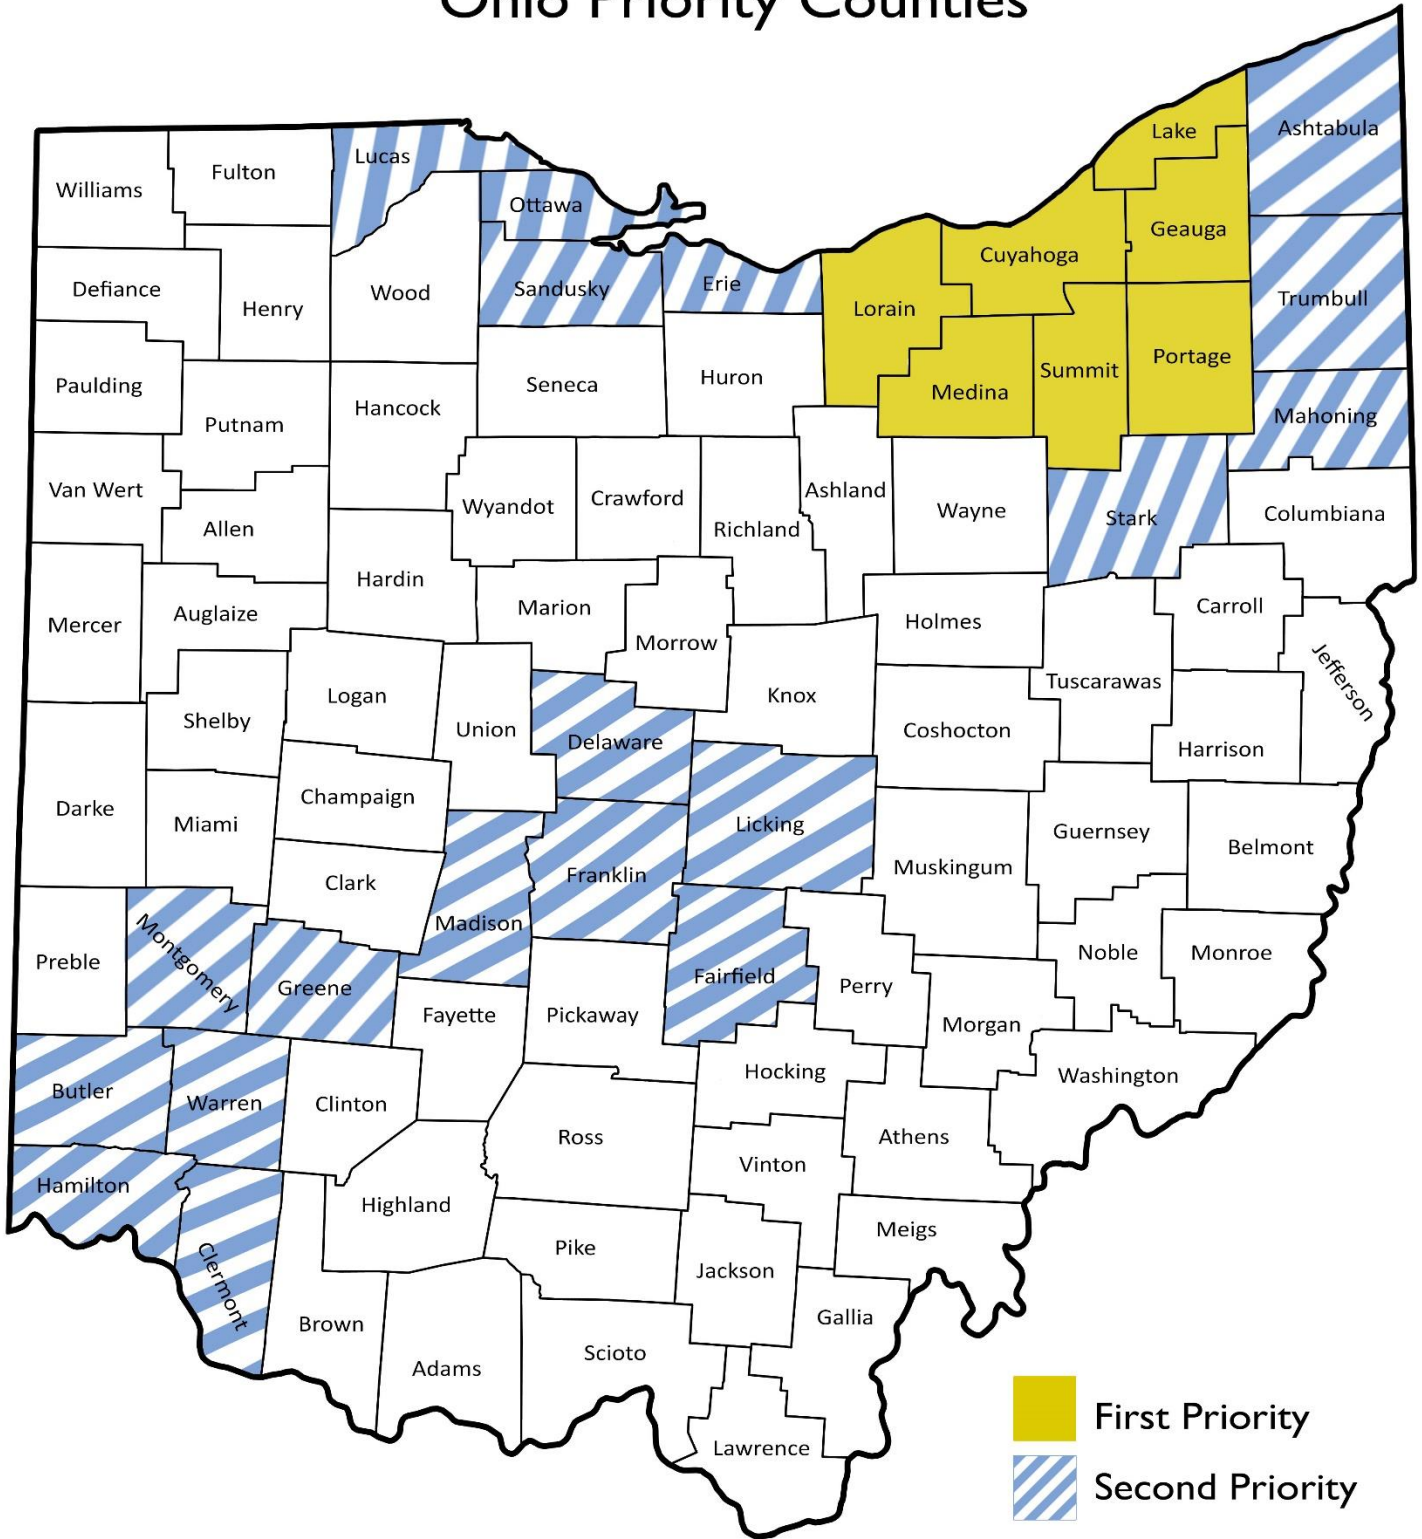 Ohio Priority Counties
Lake
Ashtabula
Lucas
Fulton
Williams
Ottawa
Geauga
Cuyahoga
Erie
Sandusky
Defiance
Wood
Henry
Lorain
Trumbull
Portage
Summit
Huron
Seneca
Paulding
Medina
Hancock
Mahoning
Putnam
Van Wert
Ashland
Crawford
Wyandot
Wayne
Columbiana
Stark
Richland
Allen
Hardin
Marion
Carroll
Auglaize
Holmes
Mercer
Morrow
Jefferson
Tuscarawas
Knox
Logan
Shelby
Union
Coshocton
Delaware
Harrison
Champaign
Darke
Miami
Licking
Guernsey
Belmont
Muskingum
Franklin
Clark
Madison
Montgomery
Noble
Monroe
Preble
Fairfield
Perry
Greene
Fayette
Pickaway
Morgan
Hocking
Washington
Butler
Warren
Clinton
Ross
Athens
Vinton
Hamilton
Highland
Meigs
Pike
Jackson
Clermont
Gallia
Brown
Scioto
Adams
Lawrence
First Priority
Second Priority